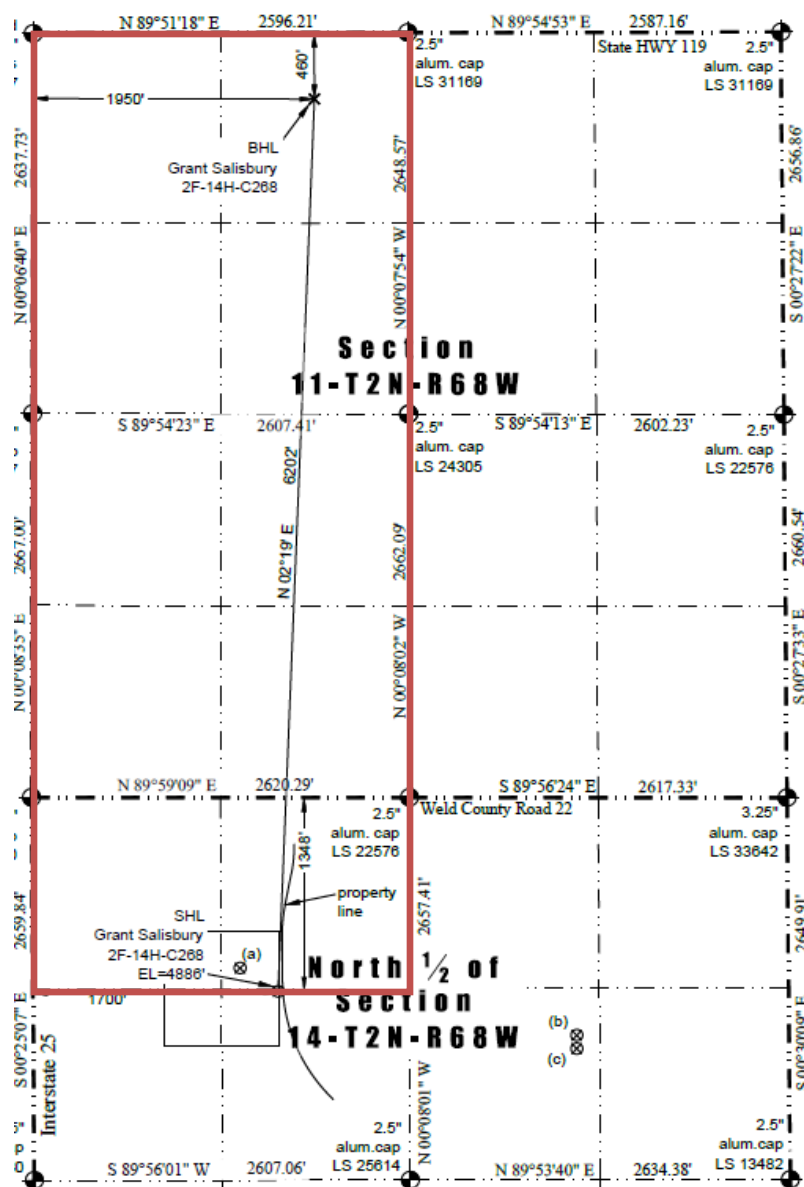 N 89°51'18" E 2596.21' N 89°54'53" E 2587.16'
State HWY 119
2.5"
alum. cap
LS 31169
2.5"
alum. cap
LS 31169
460'
1950'
BHL
Grant Salisbury
2F-14H-C268
2637.73'
N 00°06'40" E
2648.57'
N 00°07'54" W
2656.86'
S 00°27'22" E
Section
11-T2N-R68W
S 89°54'23" E 2607.41' S 89°54'13" E 2602.23'
2.5"
alum. cap
LS 24305
2.5"
alum. cap
LS 22576
6202'
N 02°19' E
2667.00'
N 00°08'35" E
2662.09'
N 00°08'02" W
2660.54'
S 00°27'33" E
N 89°59'09" E 2620.29' S 89°56'24" E 2617.33'
Weld County Road 22
2.5"
alum. cap
LS 22576
3.25"
alum. cap
LS 33642
1348'
property
line
SHL
Grant Salisbury
2F-14H-C268
EL=4886'
(a)
2659.84'
S 00°25'07" E
2657.41'
N 00°08'01" W
2649.91'
S 00°30'09" E
North ½ of
Section
14-T2N-R68W
1700'
(b)
(c)
Interstate 25
2.5"
alum.cap
LS 25614
2.5"
alum.cap
LS 13482
S 89°56'01" W 2607.06' N 89°53'40" E 2634.38'